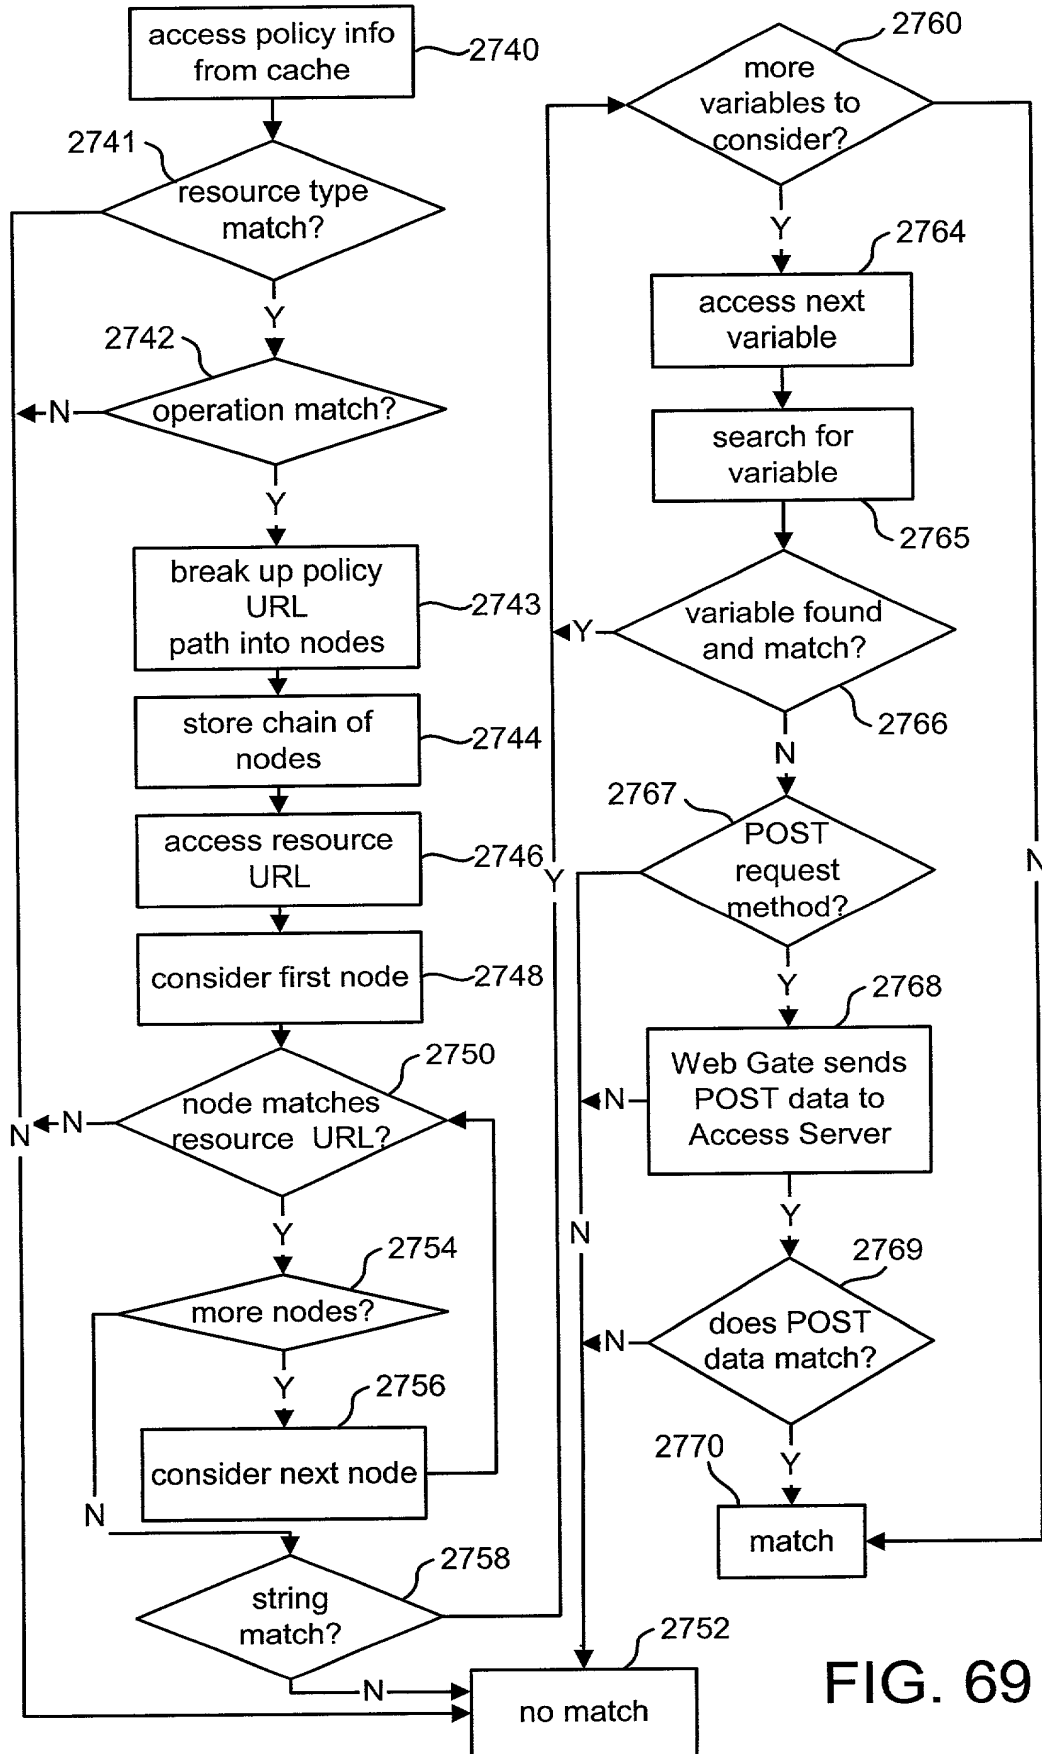 access policy info
from cache
2740
2741
resource type
match?
Y
2742
operation match?
N
Y
break up policy
URL
path into nodes
2743
store chain of
nodes
2744
access resource
URL
2746
consider first node
2748
2750
node matches
resource URL?
N
N
Y
2754
more nodes?
Y
2756
consider next node
N
2758
string
match?
N
Y
2760
more
variables to
consider?
Y
N
2764
access next
variable
search for
variable
2765
variable found
and match?
Y
2766
N
2767
POST
request
method?
Y
2768
Web Gate sends
POST data to
Access Server
N
Y
N
2769
does POST
data match?
N
Y
2770
match
2752
no match
FIG. 69